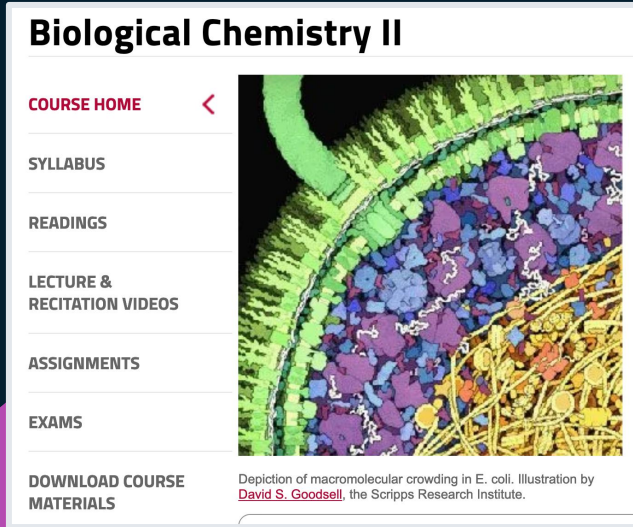 Biological Chemistry II
COURSE HOME
SYLLABUS
READINGS
LECTURE &
RECITATION VIDEOS
ASSIGNMENTS
EXAMS
DOWNLOAD COURSE
MATERIALS
Depiction of macromolecular crowding in E. coli. Illustration by
David S. Goodsell, the Scripps Research Institute.